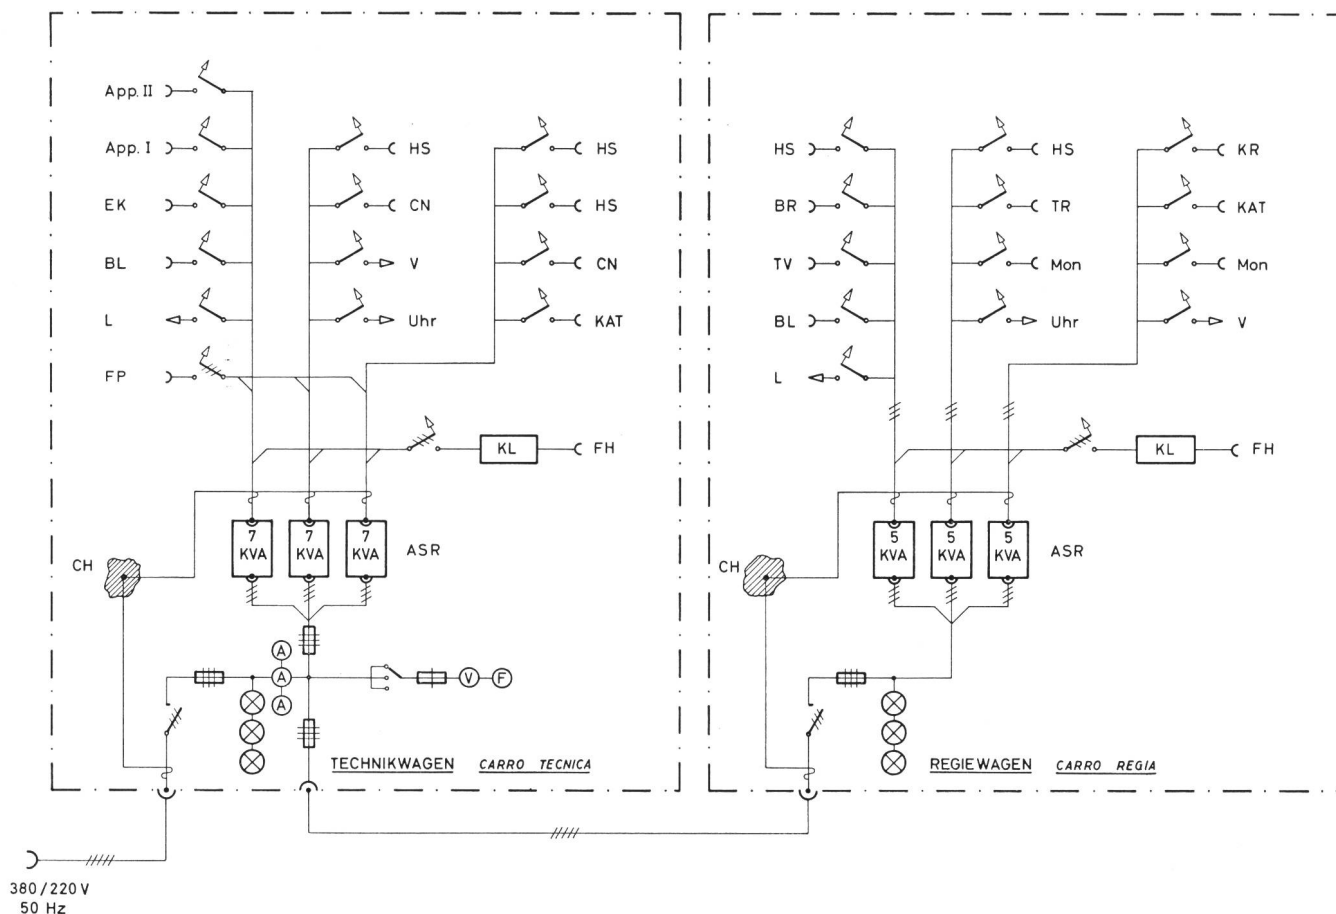 App. II
App. I
HS
HS
EK
CN
HS
BL
V
CN
L
Uhr
KAT
FP
KL
FH
7 KVA
7 KVA
7 KVA
ASR
CH
A
A
A
V
F
TECHNIKWAGEN CARRO TECNICA
380/220 V
50 Hz
HS
HS
KR
BR
TR
KAT
TV
Mon
Mon
BL
Uhr
V
L
KL
FH
5 KVA
5 KVA
5 KVA
ASR
CH
REGIEWAGEN CARRO REGIA